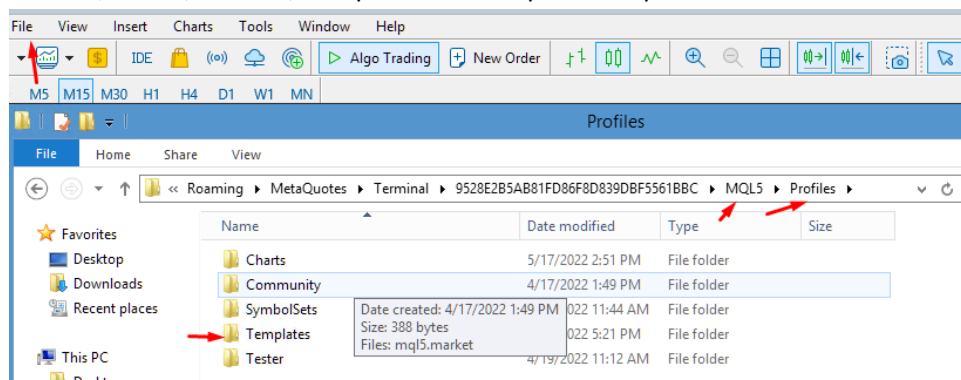 File View Insert Charts Tools Window Help
IDE Algo Trading New Order
M5 M15 M30 H1 H4 D1 W1 MN
Profiles
File Home Share View
« Roaming MetaQuotes Terminal 9528E2B5AB81FD86F8D839DBF5561BBC MQL5 Profiles
Name Date modified Type Size
Favorites
Desktop Charts 5/17/2022 2:51 PM File folder
Downloads Community 4/17/2022 1:49 PM File folder
Recent places SymbolSets 022 11:44 AM File folder
Date created: 4/17/2022 1:49 PM
Size: 388 bytes
Files: mql5.market
Templates 022 5:21 PM File folder
This PC Tester 4/19/2022 11:12 AM File folder